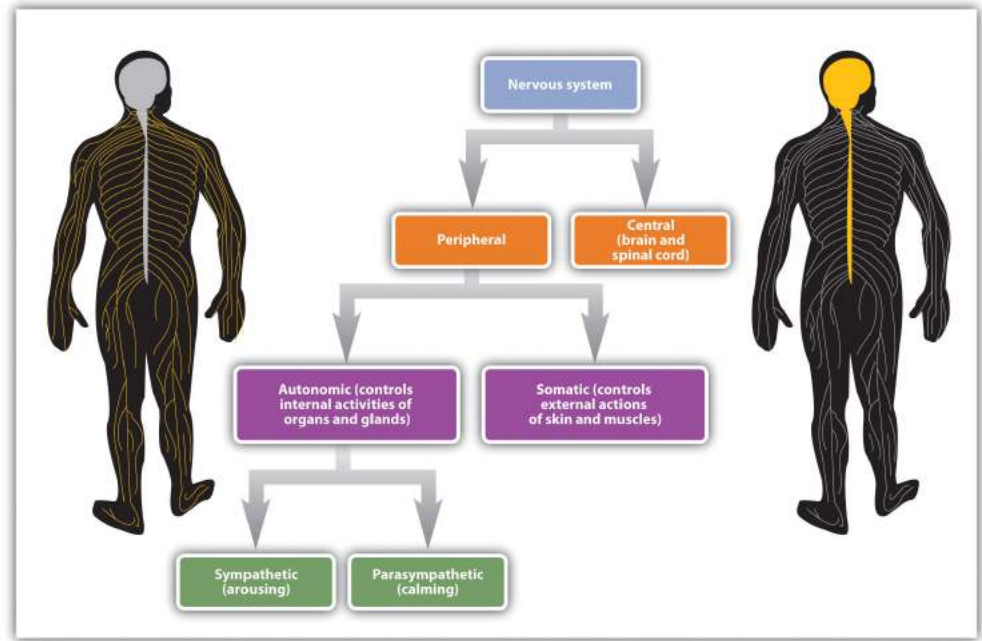 Nervous system
Peripheral
Central
(brain and
spinal cord)
Autonomic (controls
internal activities of
organs and glands)
Somatic (controls
external actions
of skin and muscles)
Sympathetic
(arousing)
Parasympathetic
(calming)